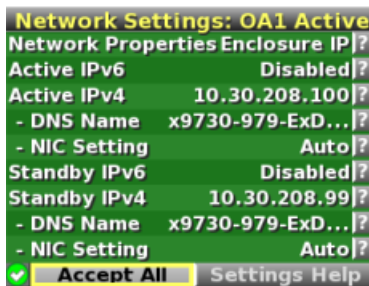 Network Settings: OA1 Active
Network Properties Enclosure IP ?
Active IPv6 Disabled ?
Active IPv4 10.30.208.100 ?
- DNS Name x9730-979-ExD... ?
- NIC Setting Auto ?
Standby IPv6 Disabled ?
Standby IPv4 10.30.208.99 ?
- DNS Name x9730-979-ExD... ?
- NIC Setting Auto ?
Accept All Settings Help